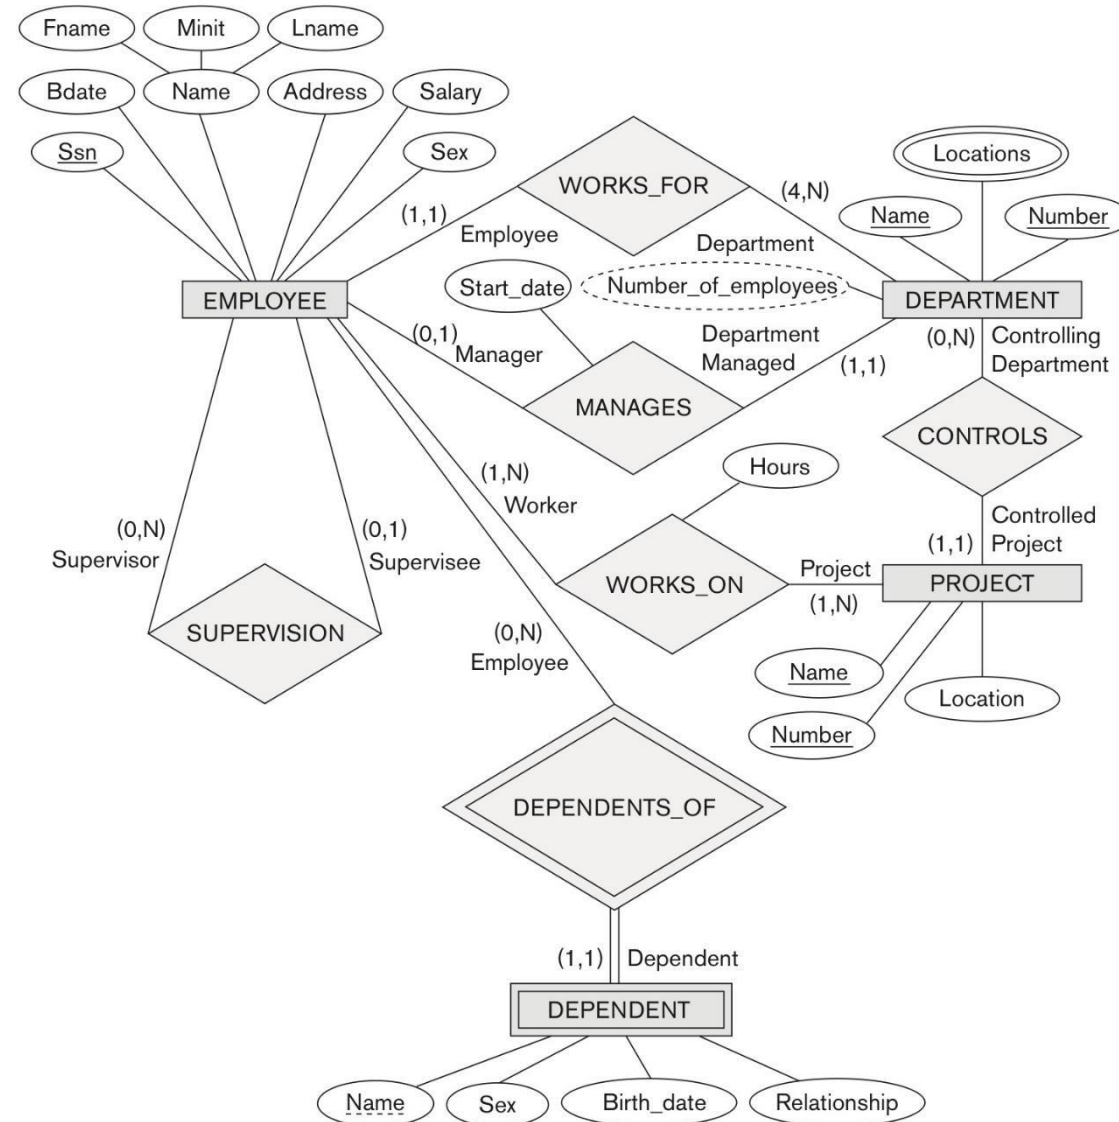 Fname
Minit
Lname
Bdate
Name
Address
Salary
Ssn
Sex
WORKS_FOR
Locations
Name
Number
(1,1)
Employee
(4,N)
Department
Start_date
Number_of_employees
EMPLOYEE
DEPARTMENT
(0,1)
Manager
Department
Managed
(1,1)
(0,N)
Controlling
Department
MANAGES
CONTROLS
Hours
(1,N)
Worker
(0,N)
Supervisor
(0,1)
Supervisee
Controlled
Project
(1,1)
WORKS_ON
Project
(1,N)
PROJECT
SUPERVISION
(0,N)
Employee
Name
Number
Location
DEPENDENTS_OF
(1,1)
Dependent
DEPENDENT
Name
Sex
Birth_date
Relationship